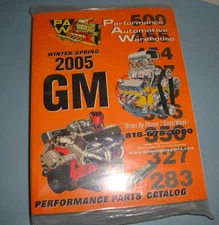 PAW
500
Performance
Automotive
Warehouse
WINTER/SPRING
2005
GM
Order By Phone 7 Days Week!
818-678-3000
327
283
PERFORMANCE PARTS CATALOG